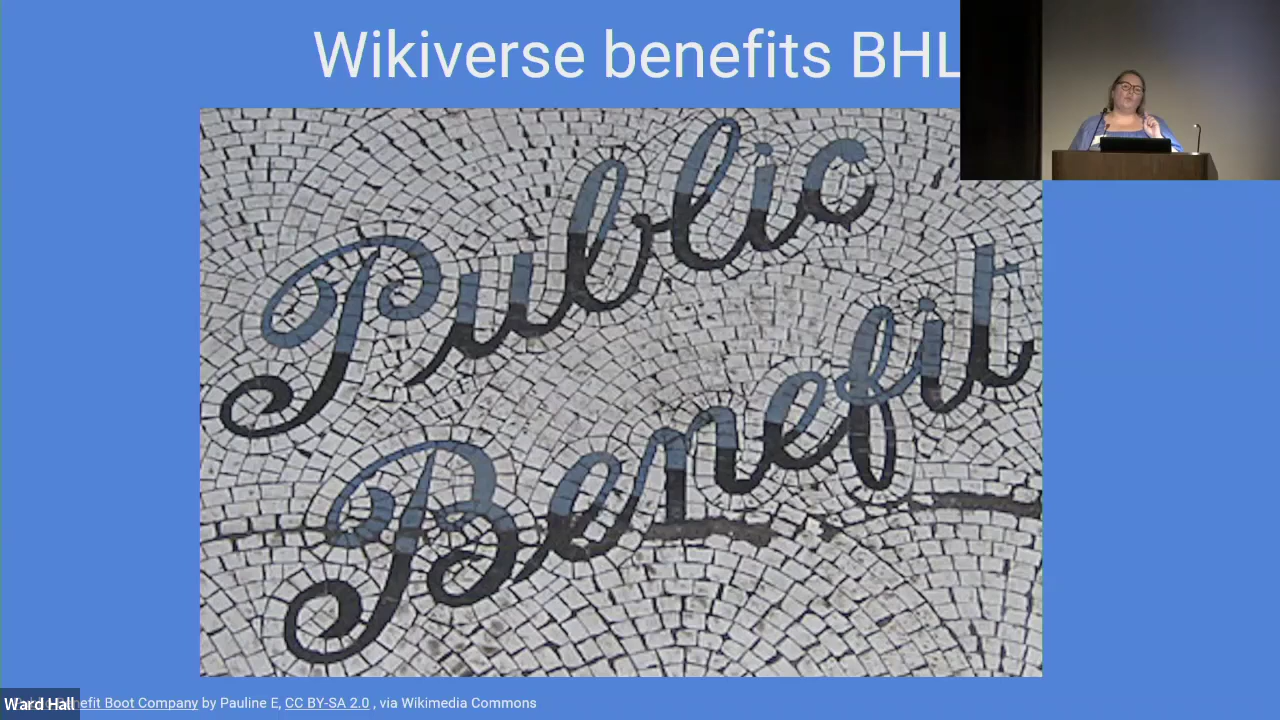 Wikiverse benefits BHL
Public
Benefit
Ward Hall
efit Boot Company by Pauline E, CC BY-SA 2.0 , via Wikimedia Commons